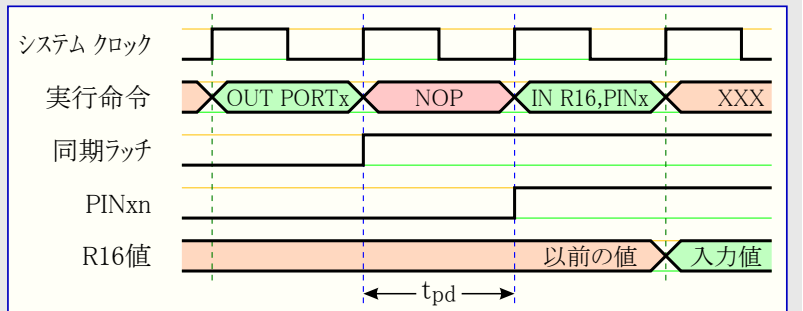 システム クロック
実行命令 OUT PORTx NOP IN R16,PINx XXX
同期ラッチ
PINxn
R16値 以前の値 入力値
tpd